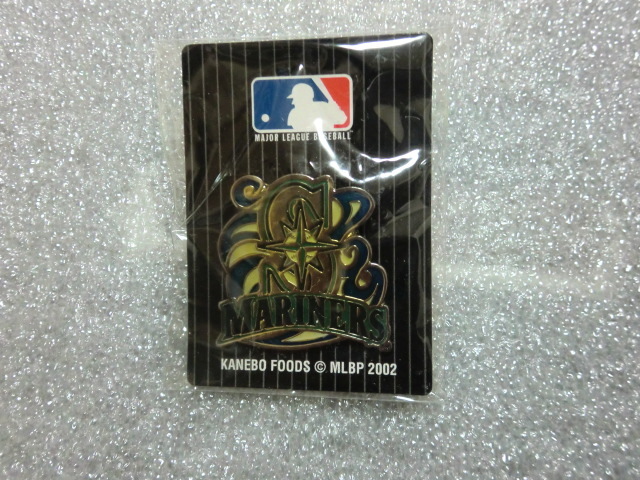 MAJOR LEAGUE BASEBALL
S
MARINERS
KANEBO FOODS © MLBP 2002